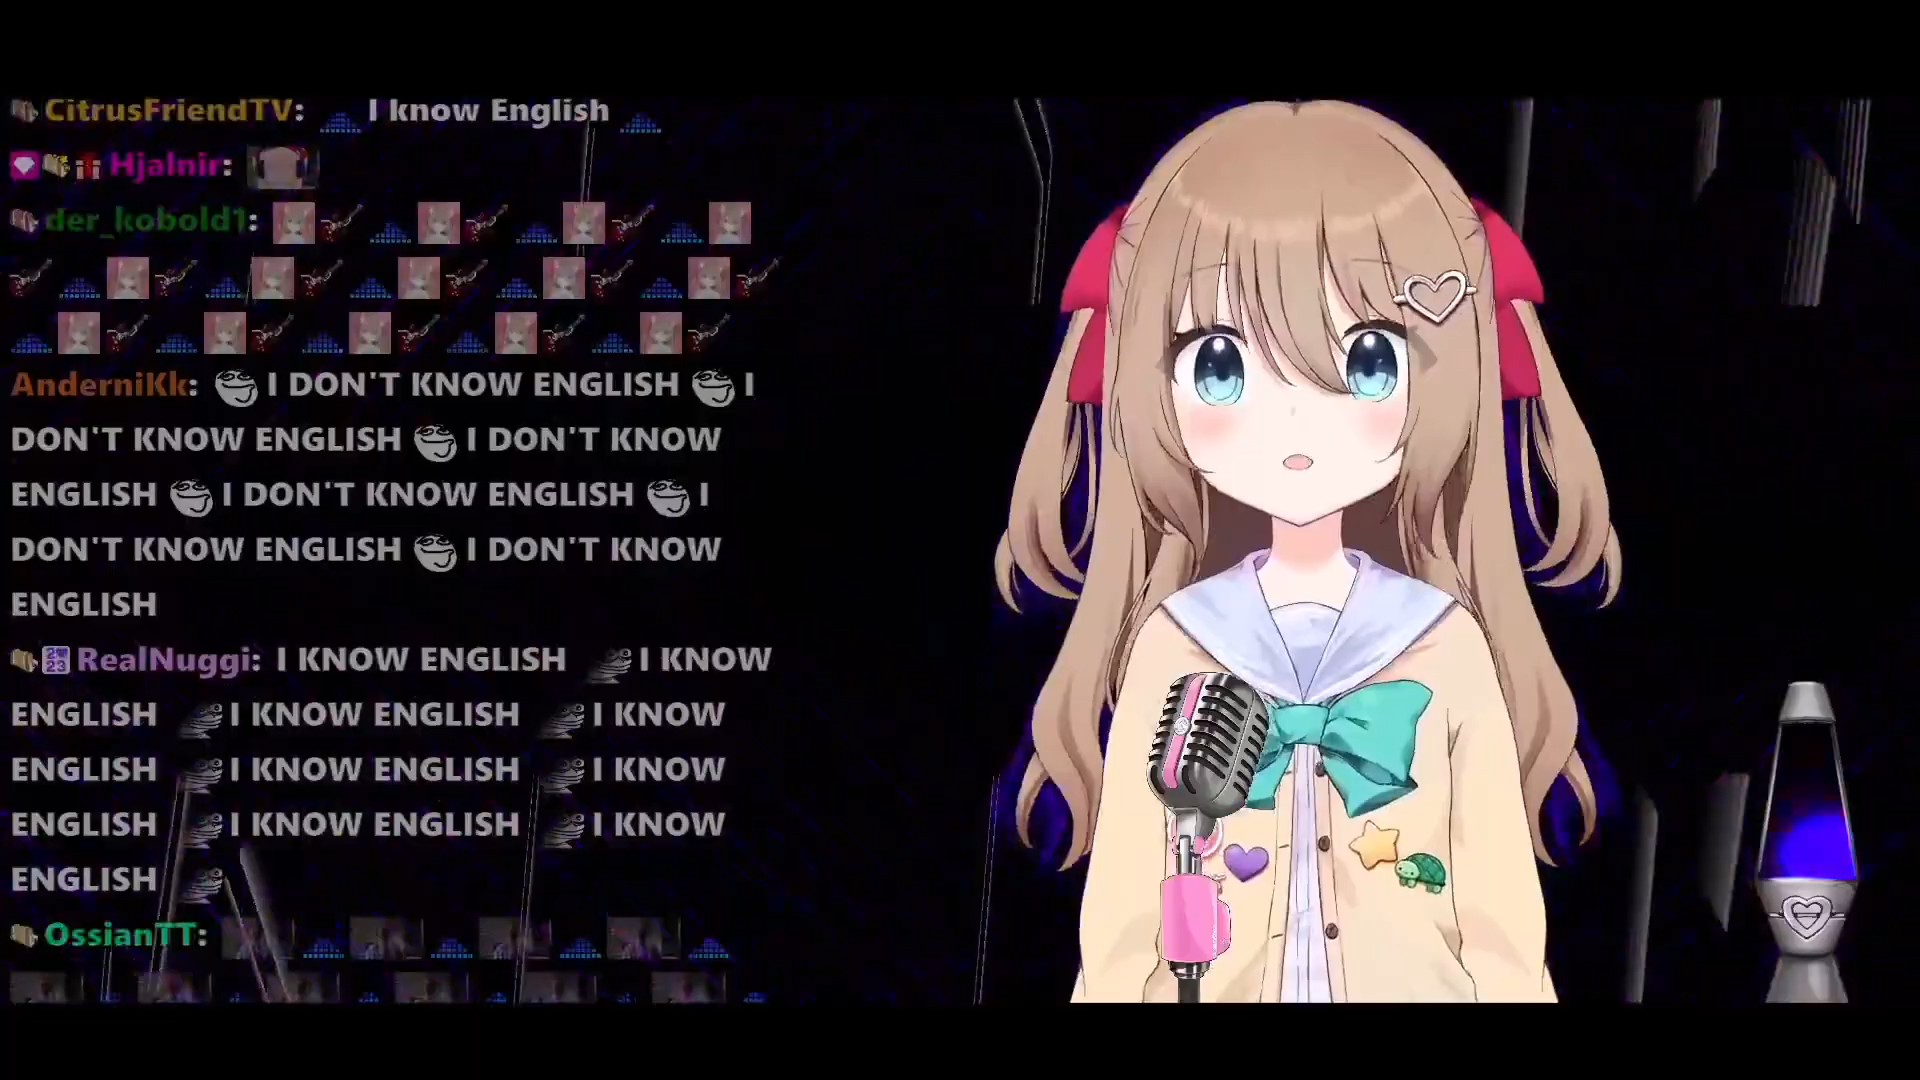 CitrusFriendTV: I know English
Hjalnir:
der_kobold1:
AnderniKk: I DON'T KNOW ENGLISH I
DON'T KNOW ENGLISH I DON'T KNOW
ENGLISH I DON'T KNOW ENGLISH I
DON'T KNOW ENGLISH I DON'T KNOW
ENGLISH
2023 RealNuggi: I KNOW ENGLISH I KNOW
ENGLISH I KNOW ENGLISH I KNOW
ENGLISH I KNOW ENGLISH I KNOW
ENGLISH I KNOW ENGLISH I KNOW
ENGLISH
OssianTT: